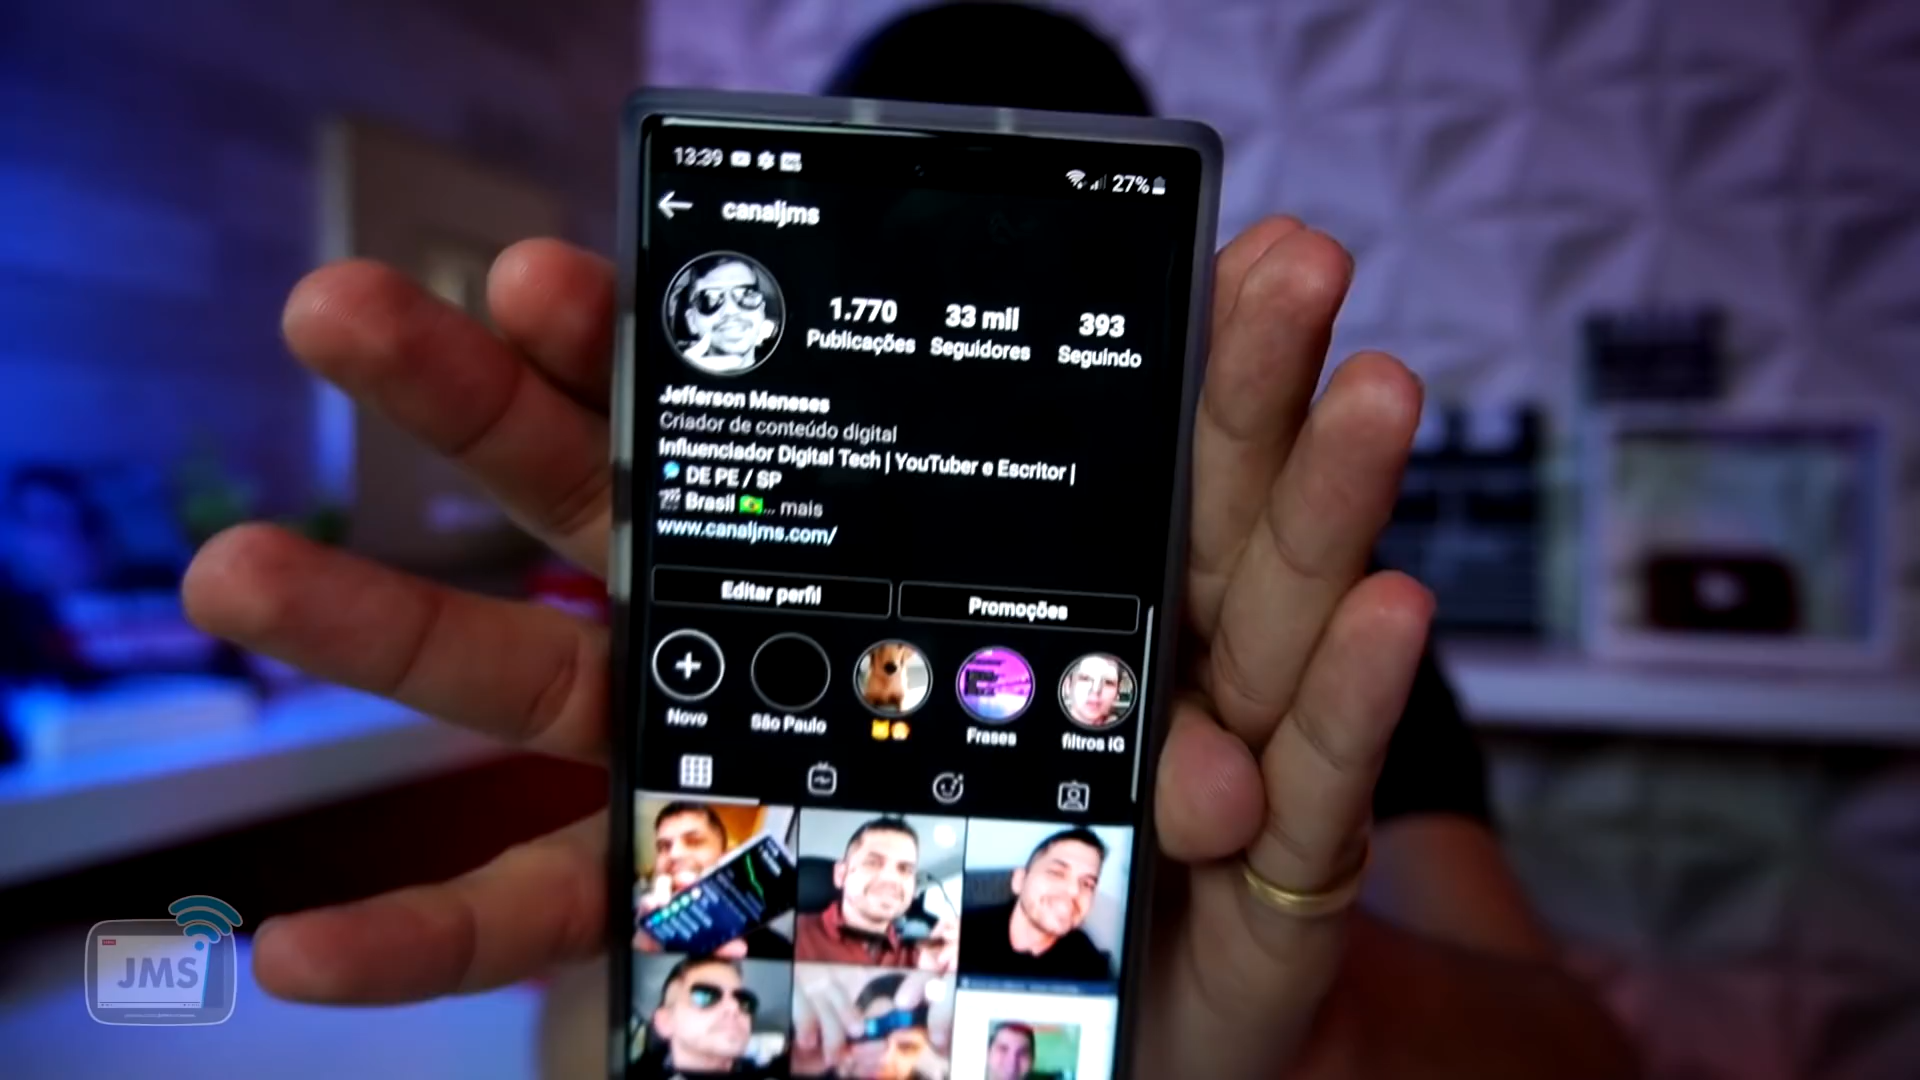 13:39
27%
canaljms
1.770
33 mil
393
Publicações
Seguidores
Seguindo
Jefferson Meneses
Criador de conteúdo digital
Influenciador Digital Tech | YouTuber e Escritor |
DE PE / SP
Brasil 🇧🇷... mais
www.canaljms.com/
Editar perfil
Promoções
Novo
São Paulo
Frases
filtros IG
JMS